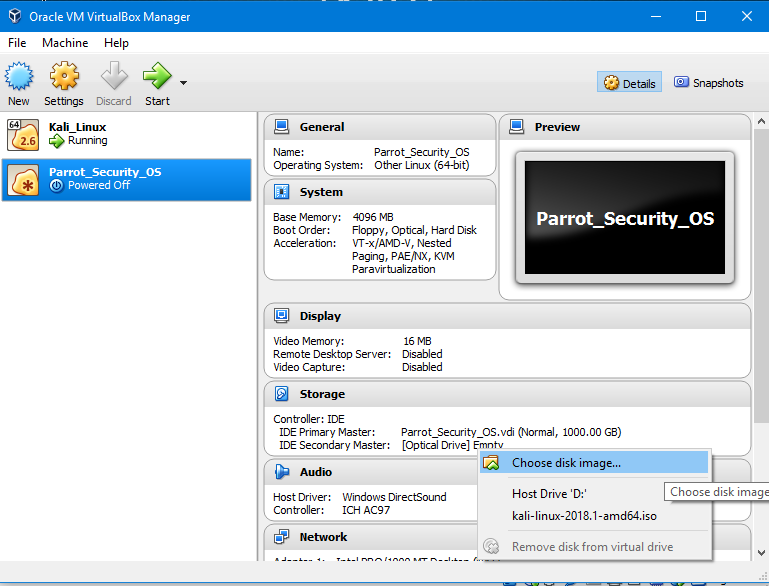 Oracle VM VirtualBox Manager
File Machine Help
New Settings Discard Start Details Snapshots
64 2.6 Kali_Linux
Running
Parrot_Security_OS
Powered Off
General
Name: Parrot_Security_OS
Operating System: Other Linux (64-bit)
Preview
Parrot_Security_OS
System
Base Memory: 4096 MB
Boot Order: Floppy, Optical, Hard Disk
Acceleration: VT-x/AMD-V, Nested
Paging, PAE/NX, KVM
Paravirtualization
Display
Video Memory: 16 MB
Remote Desktop Server: Disabled
Video Capture: Disabled
Storage
Controller: IDE
IDE Primary Master: Parrot_Security_OS.vdi (Normal, 1000.00 GB)
IDE Secondary Master: [Optical Drive] Empty
Audio
Host Driver: Windows DirectSound
Controller: ICH AC97
Network
Adapter 1: Intel PRO/1000 MT Desktop
Choose disk image...
Host Drive 'D:'
kali-linux-2018.1-amd64.iso
Remove disk from virtual drive
Choose disk image